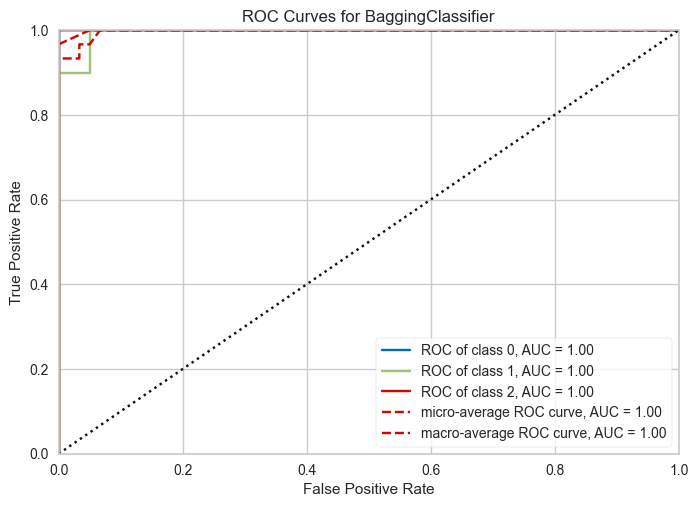 ROC Curves for BaggingClassifier
True Positive Rate
1.0
0.8
0.6
0.4
0.2
0.0
ROC of class 0, AUC = 1.00
ROC of class 1, AUC = 1.00
ROC of class 2, AUC = 1.00
micro-average ROC curve, AUC = 1.00
macro-average ROC curve, AUC = 1.00
0.0 0.2 0.4 0.6 0.8 1.0
False Positive Rate